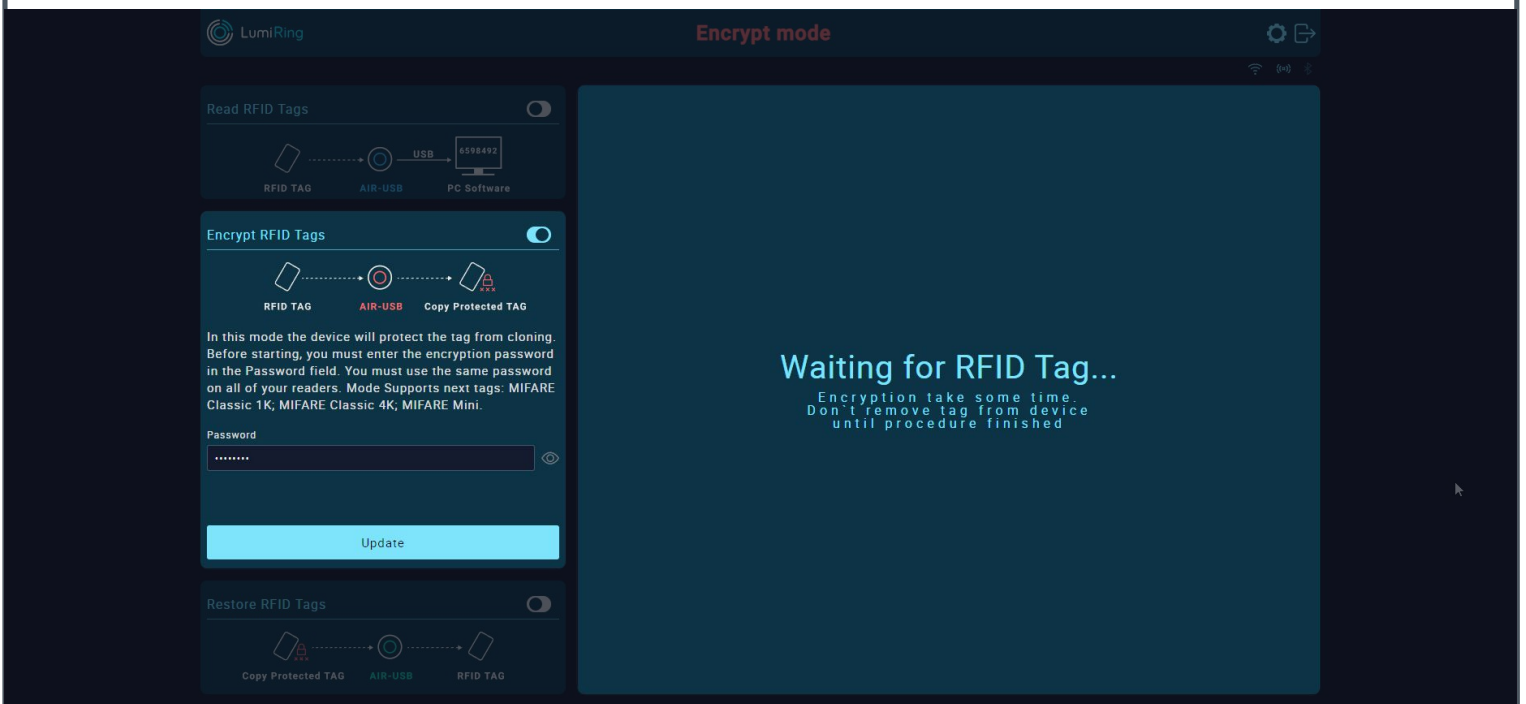 LumiRing
Encrypt mode
Read RFID Tags
USB
6598492
RFID TAG
AIR-USB
PC Software
Encrypt RFID Tags
RFID TAG
AIR-USB
Copy Protected TAG
In this mode the device will protect the tag from cloning.
Before starting, you must enter the encryption password
in the Password field. You must use the same password
on all of your readers. Mode Supports next tags: MIFARE
Classic 1K; MIFARE Classic 4K; MIFARE Mini.
Password
••••••••
Update
Restore RFID Tags
Copy Protected TAG
AIR-USB
RFID TAG
Waiting for RFID Tag...
Encryption take some time.
Don`t remove tag from device
until procedure finished